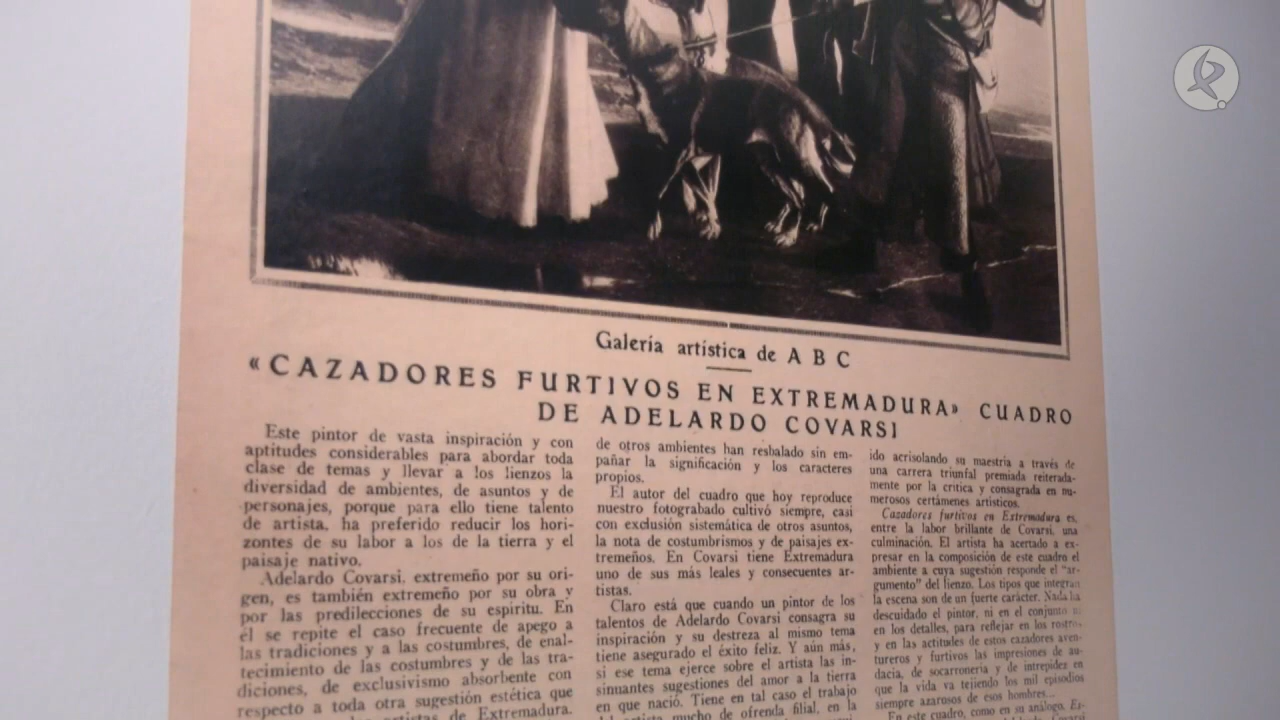 Galería artística de A B C
«CAZADORES FURTIVOS EN EXTREMADURA» CUADRO
DE ADELARDO COVARSI
Este pintor de vasta inspiración y con
aptitudes considerables para abordar toda
clase de temas y llevar a los lienzos la
diversidad de ambientes, de asuntos y de
personajes, porque para ello tiene talento
de artista, ha preferido reducir los hori-
zontes de su labor a los de la tierra y el
paisaje nativo.
Adelardo Covarsi, extremeño por su ori-
gen, es también extremeño por su obra y
por las predilecciones de su espíritu. En
él se repite el caso frecuente de apego a
las tradiciones y a las costumbres, de enal-
tecimiento de las costumbres y de las tra-
diciones, de exclusivismo absorbente con
respecto a toda otra sugestión estética que
artistas de Extremadura.
de otros ambientes han resbalado sin em-
pañar la significación y los caracteres
propios.
El autor del cuadro que hoy reproduce
nuestro fotograbado cultivó siempre, casi
con exclusión sistemática de otros asuntos,
la nota de costumbrismos y de paisajes ex-
tremeños. En Covarsi tiene Extremadura
uno de sus más leales y consecuentes ar-
tistas.
Claro está que cuando un pintor de los
talentos de Adelardo Covarsi consagra su
inspiración y su destreza al mismo tema
tiene asegurado el éxito feliz. Y aún más,
si ese tema ejerce sobre el artista las in-
sinuantes sugestiones del amor a la tierra
en que nació. Tiene en tal caso el trabajo
del artista mucho de ofrenda filial, en la
ido acrisolando su maestria a través de
una carrera triunfal premiada reiterada-
mente por la critica y consagrada en nu-
merosos certámenes artísticos.
Cazadores furtivos en Extremadura es,
entre la labor brillante de Covarsi, una
culminación. El artista ha acertado a ex-
presar en la composición de este cuadro el
ambiente a cuya sugestión responde el "ar-
gumento" del lienzo. Los tipos que integran
la escena son de un fuerte carácter. Nada ha
descuidado el pintor, ni en el conjunto ni
en los detalles, para reflejar en los rostros
y en las actitudes de estos cazadores aven-
tureros y furtivos las impresiones de au-
dacia, de socarronería y de intrepidez en
que la vida va tejiendo los mil episodios
siempre azarosos de esos hombres...
En este cuadro, como en su análogo, Es